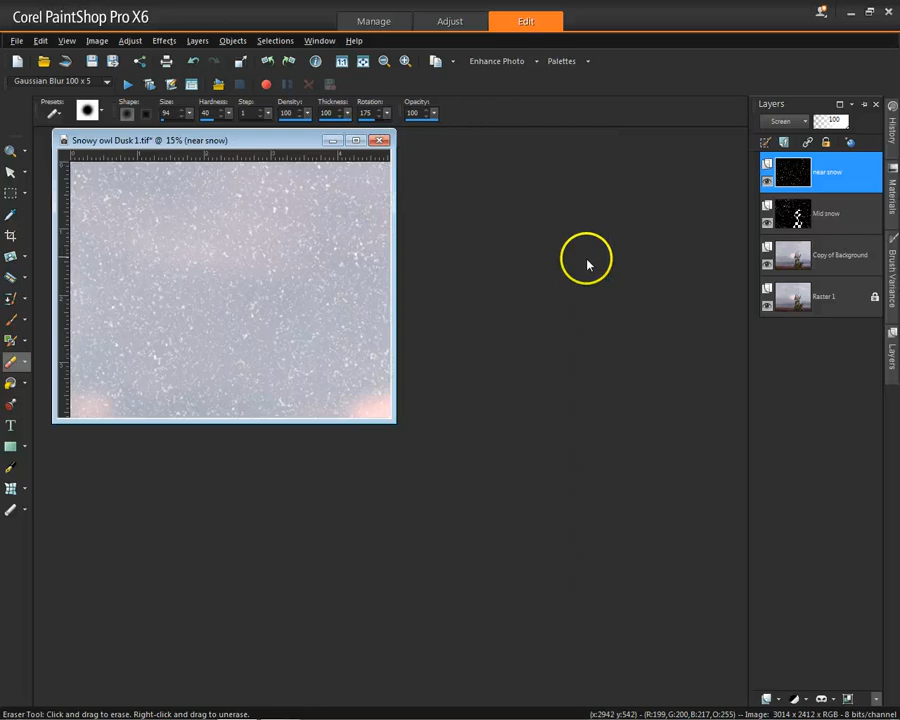 Corel PaintShop Pro X6
Manage
Adjust
Edit
File Edit View Image Adjust Effects Layers Objects Selections Window Help
Enhance Photo
Palettes
Gaussian Blur 100 x 5
Presets: Shape: Size: Hardness: Step: Density: Thickness: Rotation: Opacity:
94 40 1 100 100 175 100
Snowy owl Dusk 1.tif* @ 15% (near snow)
Layers
Screen 100
near snow
Mid snow
Copy of Background
Raster 1
History
Materials
Brush Variance
Layers
Eraser Tool: Click and drag to erase. Right-click and drag to unerase.
(x:2942 y:542) - (R:199,G:200,B:217,O:255) -- Image: 3014 x 2412 x RGB - 8 bits/channel